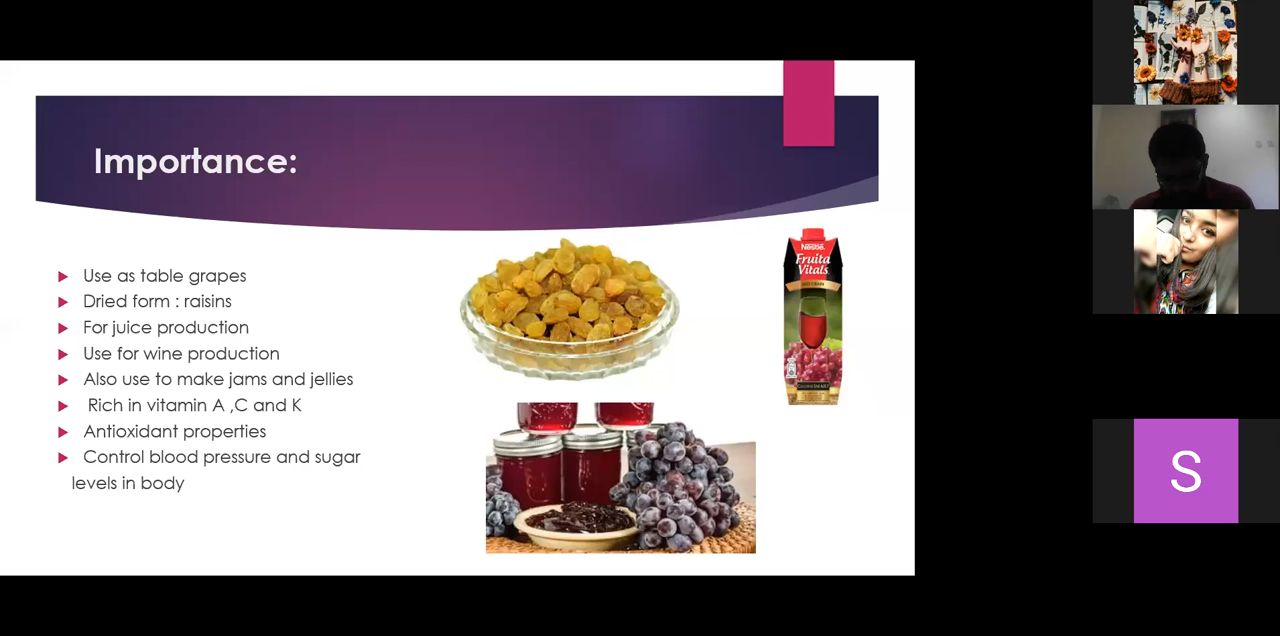 Importance:
Use as table grapes
Dried form : raisins
For juice production
Use for wine production
Also use to make jams and jellies
Rich in vitamin A ,C and K
Antioxidant properties
Control blood pressure and sugar
levels in body
Nestle
Fruita
Vitals
S